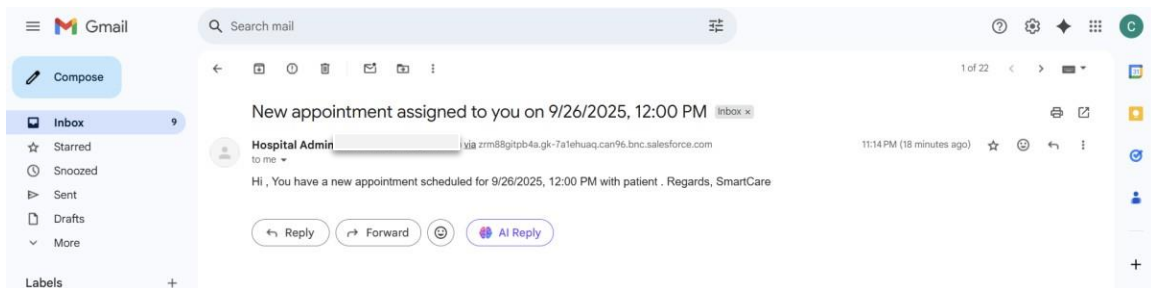 Gmail
Search mail
C
Compose
1 of 22
New appointment assigned to you on 9/26/2025, 12:00 PM Inbox ×
Inbox 9
Hospital Admin via zrm88gitpb4a.gk-7a1ehuaq.can96.bnc.salesforce.com 11:14 PM (18 minutes ago)
Starred
to me
Snoozed
Hi , You have a new appointment scheduled for 9/26/2025, 12:00 PM with patient . Regards, SmartCare
Sent
Drafts
Reply Forward AI Reply
More
Labels +